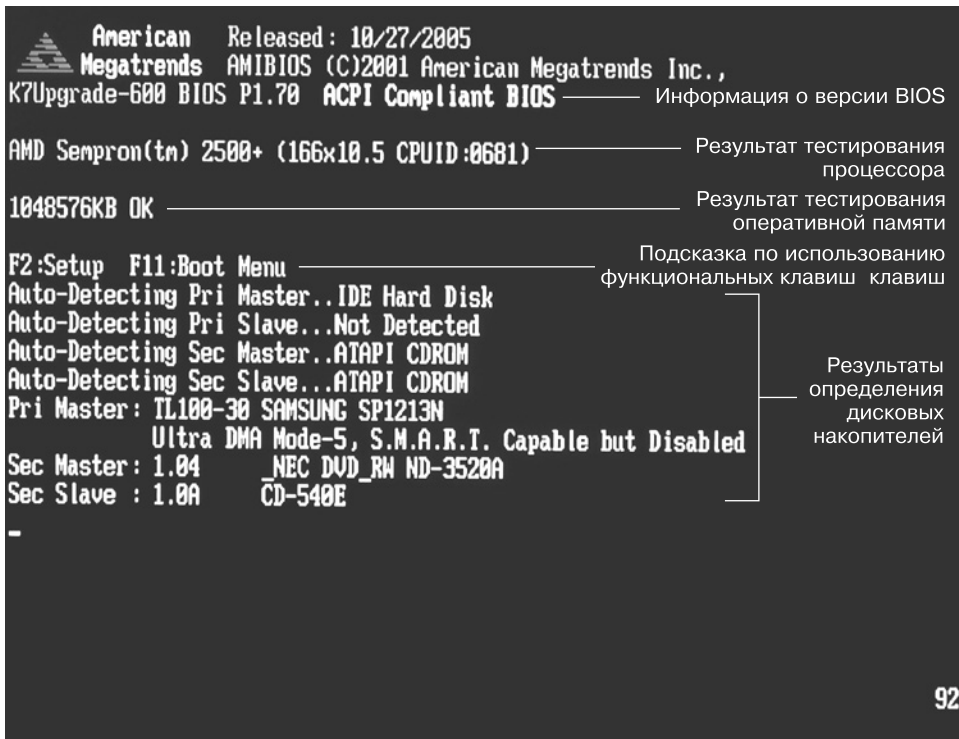 American Released: 10/27/2005
Megatrends AMIBIOS (C)2001 American Megatrends Inc.,
K7Upgrade-600 BIOS P1.70 ACPI Compliant BIOS
Информация о версии BIOS
AMD Sempron(tm) 2500+ (166x10.5 CPUID:0681)
Результат тестирования
процессора
1048576KB OK
Результат тестирования
оперативной памяти
F2:Setup F11:Boot Menu
Подсказка по использованию
функциональных клавиш клавиш
Auto-Detecting Pri Master..IDE Hard Disk
Auto-Detecting Pri Slave...Not Detected
Auto-Detecting Sec Master..ATAPI CDROM
Auto-Detecting Sec Slave...ATAPI CDROM
Pri Master: TL100-30 SAMSUNG SP1213N
Ultra DMA Mode-5, S.M.A.R.T. Capable but Disabled
Sec Master: 1.04 _NEC DVD_RW ND-3520A
Sec Slave : 1.0A CD-540E
Результаты
определения
дисковых
накопителей
92